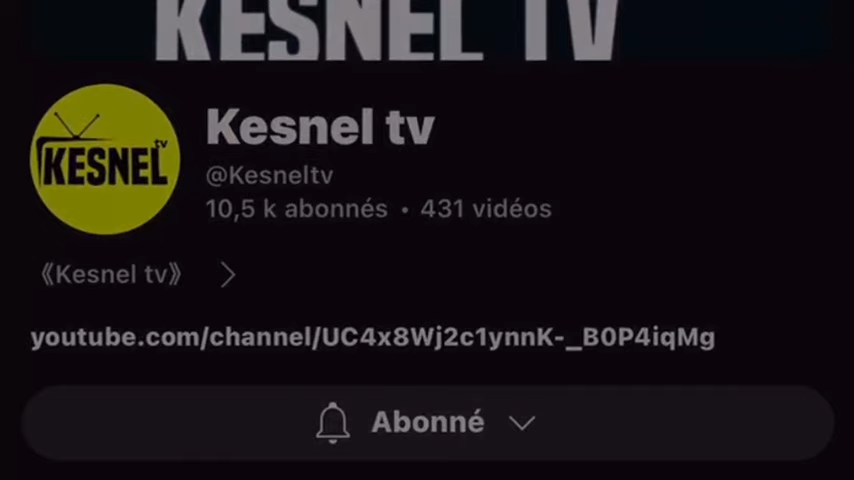 KESNEL TV
KESNEL tv
Kesnel tv
@Kesneltv
10,5 k abonnés • 431 vidéos
《Kesnel tv》
youtube.com/channel/UC4x8Wj2c1ynnK-_B0P4iqMg
Abonné